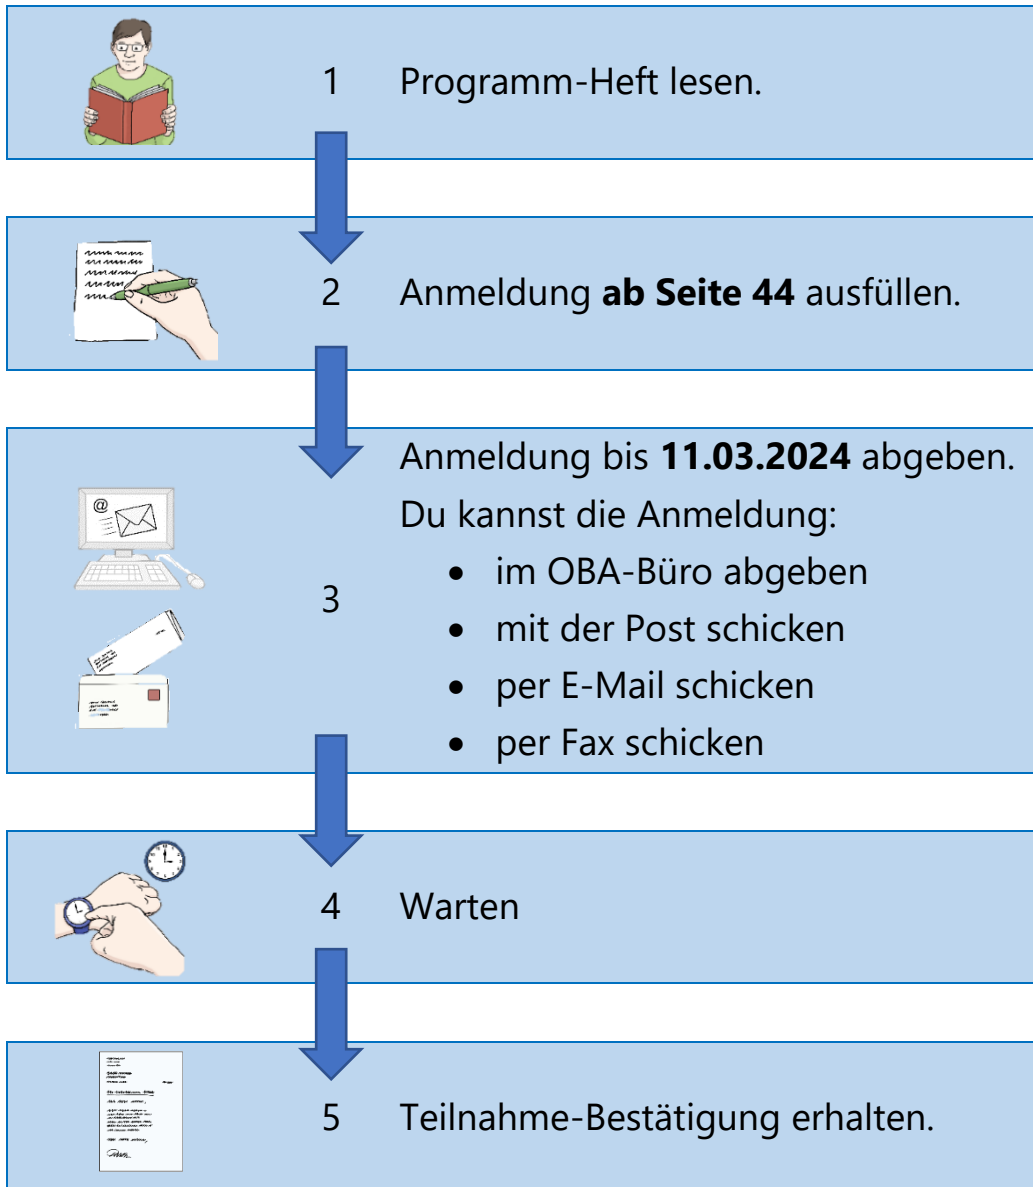 1 Programm-Heft lesen.
2 Anmeldung ab Seite 44 ausfüllen.
Anmeldung bis 11.03.2024 abgeben.
Du kannst die Anmeldung:
• im OBA-Büro abgeben
3
• mit der Post schicken
• per E-Mail schicken
• per Fax schicken
@
4 Warten
5 Teilnahme-Bestätigung erhalten.